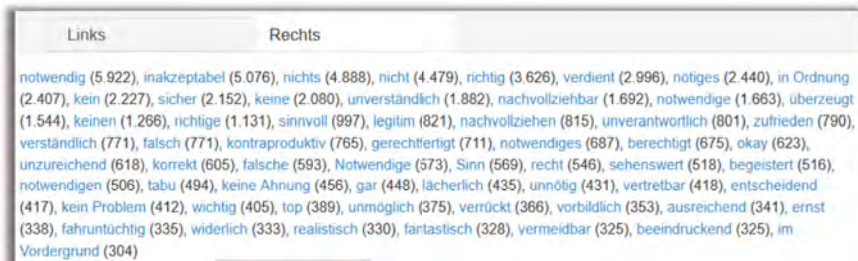 Links Rechts
notwendig (5.922), inakzeptabel (5.076), nichts (4.888), nicht (4.479), richtig (3.626), verdient (2.996), nötiges (2.440), in Ordnung
(2.407), kein (2.227), sicher (2.152), keine (2.080), unverständlich (1.882), nachvollziehbar (1.692), notwendige (1.663), überzeugt
(1.544), keinen (1.266), richtige (1.131), sinnvoll (997), legitim (821), nachvollziehen (815), unverantwortlich (801), zufrieden (790),
verständlich (771), falsch (771), kontraproduktiv (765), gerechtfertigt (711), notwendiges (687), berechtigt (675), okay (623),
unzureichend (618), korrekt (605), falsche (593), Notwendige (573), Sinn (569), recht (546), sehenswert (518), begeistert (516),
notwendigen (506), tabu (494), keine Ahnung (456), gar (448), lächerlich (435), unnötig (431), vertretbar (418), entscheidend
(417), kein Problem (412), wichtig (405), top (389), unmöglich (375), verrückt (366), vorbildlich (353), ausreichend (341), ernst
(338), fahruntüchtig (335), widerlich (333), realistisch (330), fantastisch (328), vermeidbar (325), beeindruckend (325), im
Vordergrund (304)